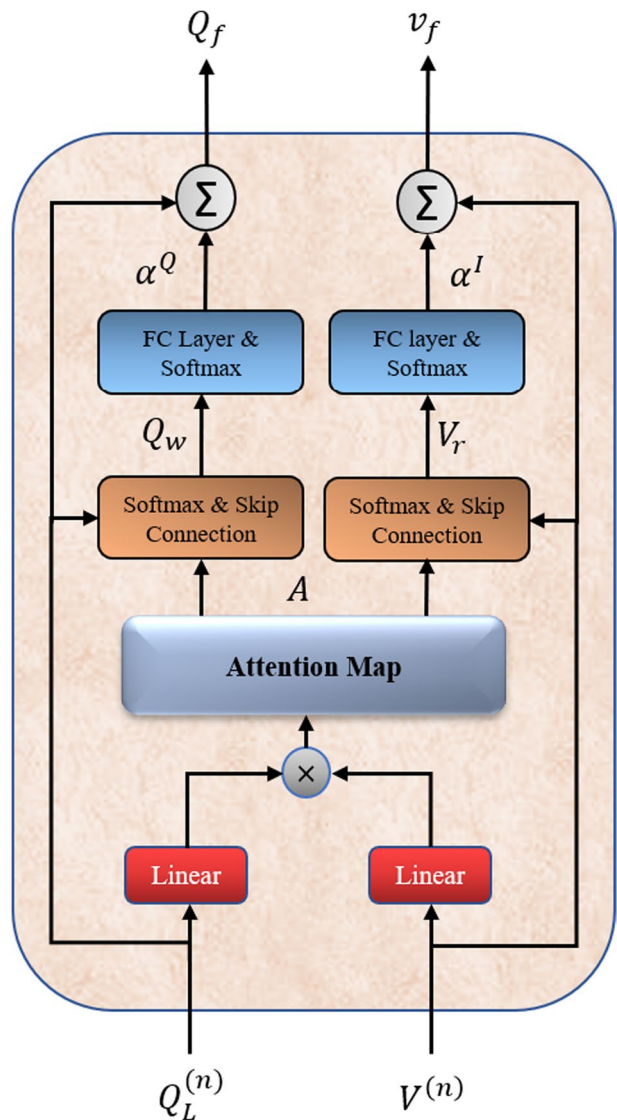 Q_f
v_f
Σ
Σ
α^Q
α^I
FC Layer &
Softmax
FC layer &
Softmax
Q_w
V_r
Softmax & Skip
Connection
Softmax & Skip
Connection
A
Attention Map
×
Linear
Linear
Q_L^(n)
V^(n)